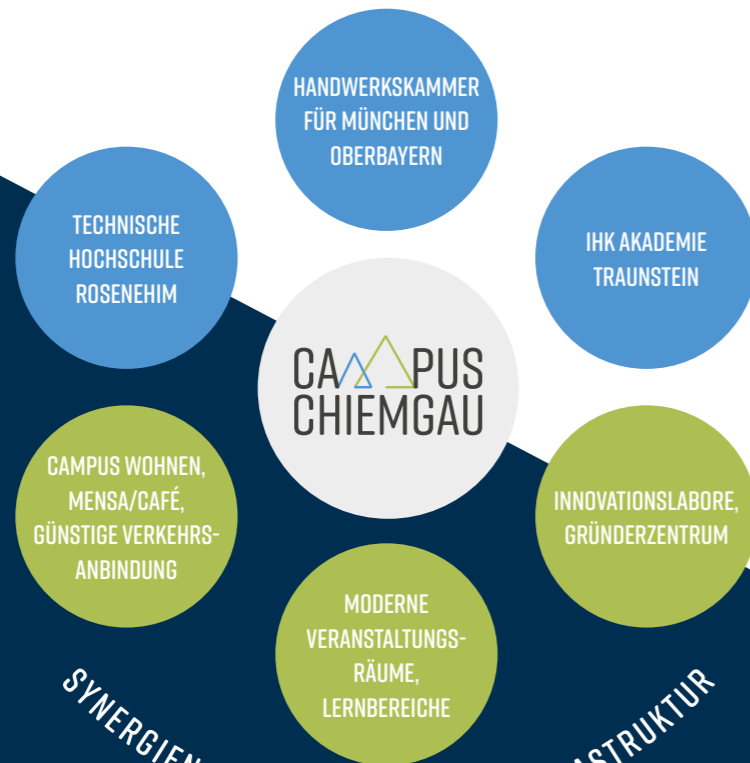 HANDWERKSKAMMER
FÜR MÜNCHEN UND
OBERBAYERN
TECHNISCHE
HOCHSCHULE
ROSENEHIM
IHK AKADEMIE
TRAUNSTEIN
CAMPUS
CHIEMGAU
CAMPUS WOHNEN,
MENSA/CAFÉ,
GÜNSTIGE VERKEHRS-
ANBINDUNG
INNOVATIONSLABORE,
GRÜNDERZENTRUM
MODERNE
VERANSTALTUNGS-
RÄUME,
LERNBEREICHE
SYNERGIEN
ASTRUKTUR